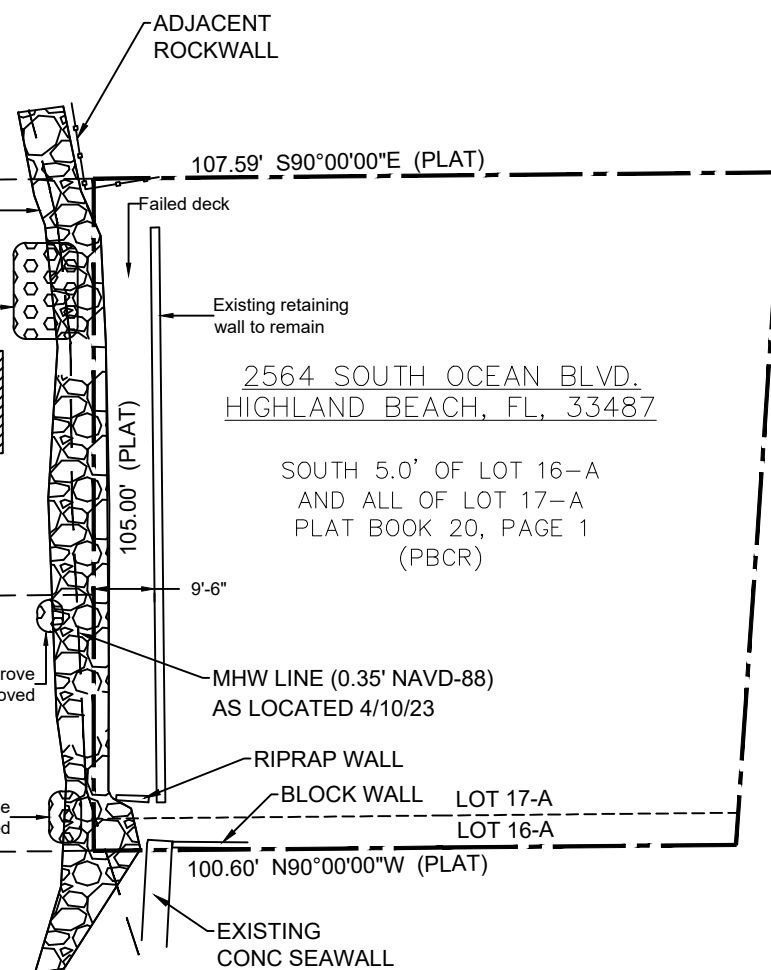 ADJACENT
ROCKWALL
107.59' S90°00'00"E (PLAT)
Failed deck
Existing retaining
wall to remain
2564 SOUTH OCEAN BLVD.
HIGHLAND BEACH, FL, 33487
SOUTH 5.0' OF LOT 16-A
AND ALL OF LOT 17-A
PLAT BOOK 20, PAGE 1
(PBCR)
105.00' (PLAT)
9'-6"
MHW LINE (0.35' NAVD-88)
AS LOCATED 4/10/23
RIPRAP WALL
BLOCK WALL
LOT 17-A
LOT 16-A
100.60' N90°00'00"W (PLAT)
EXISTING
CONC SEAWALL